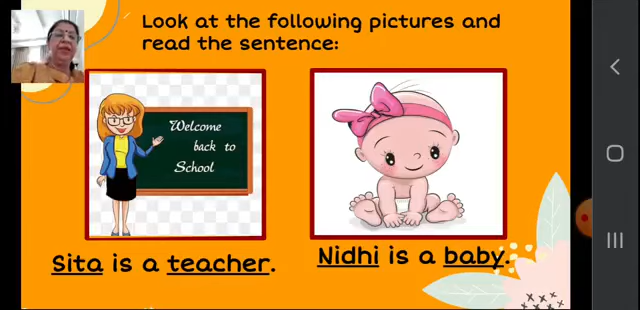 Look at the following pictures and
read the sentence:
Welcome
back to
School
Sita is a teacher.
Nidhi is a baby.